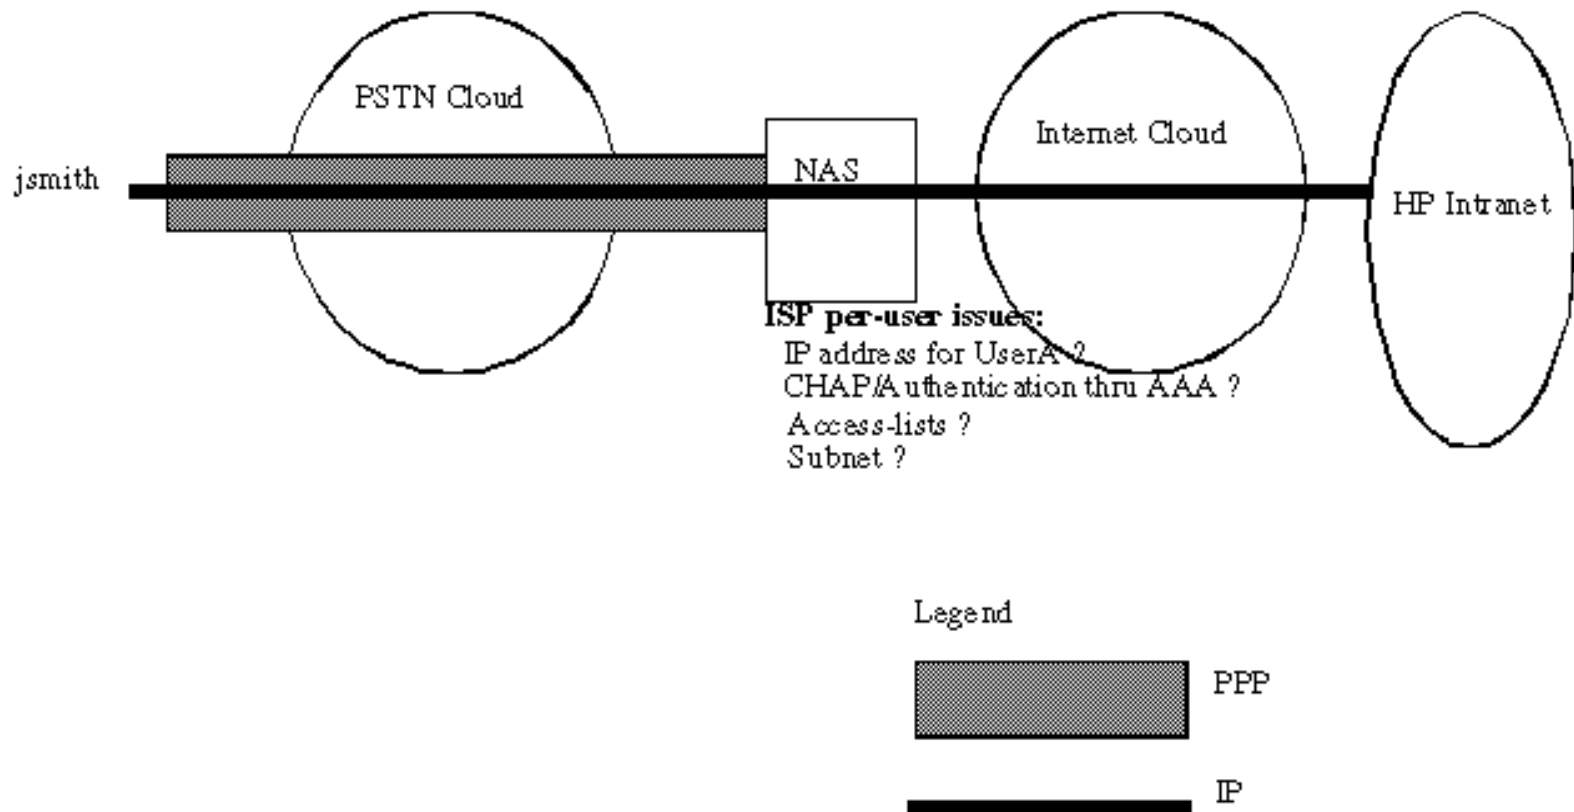 PSTN Cloud
Internet Cloud
NAS
jsmith
HP Intranet
ISP per-user issues:
IP address for UserA ?
CHAP/Authentication thru AAA ?
Access-lists ?
Subnet ?
Legend
PPP
IP